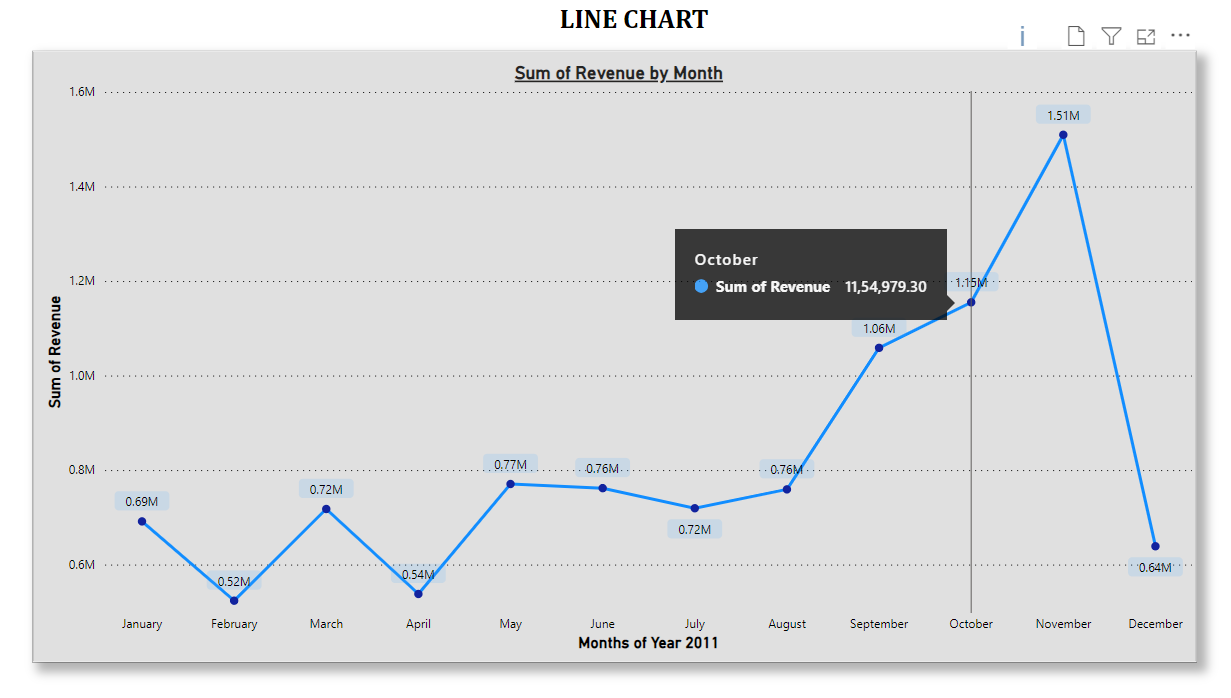 LINE CHART
i
Sum of Revenue by Month
1.6M
1.4M
1.2M
1.0M
0.8M
0.6M
Sum of Revenue
0.69M
0.52M
0.72M
0.54M
0.77M
0.76M
0.72M
0.76M
1.06M
1.15M
1.51M
0.64M
October
Sum of Revenue 11,54,979.30
January February March April May June July August September October November December
Months of Year 2011